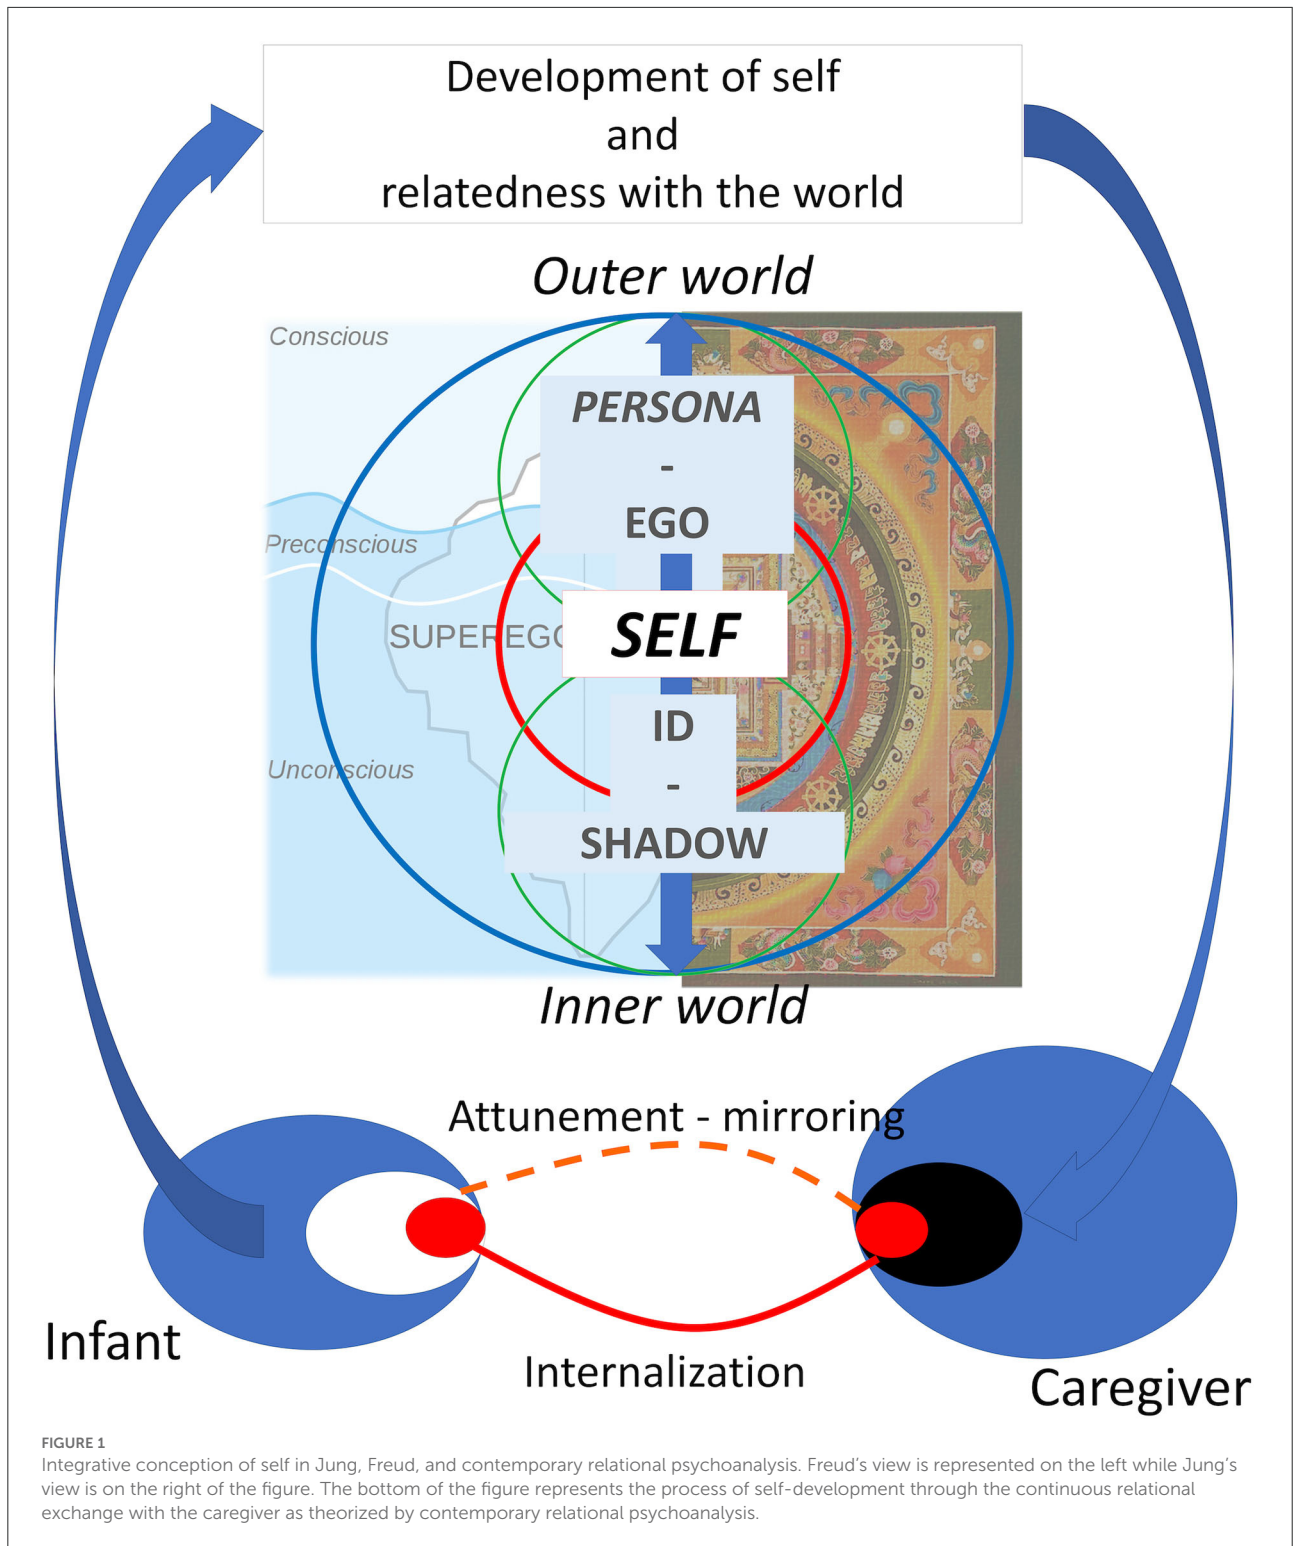 Development of self
and
relatedness with the world
Outer world
Conscious
PERSONA
-
EGO
Preconscious
SUPEREGO
SELF
ID
-
Unconscious
SHADOW
Inner world
Attunement - mirroring
Infant
Internalization
Caregiver
FIGURE 1
Integrative conception of self in Jung, Freud, and contemporary relational psychoanalysis. Freud’s view is represented on the left while Jung’s
view is on the right of the figure. The bottom of the figure represents the process of self-development through the continuous relational
exchange with the caregiver as theorized by contemporary relational psychoanalysis.